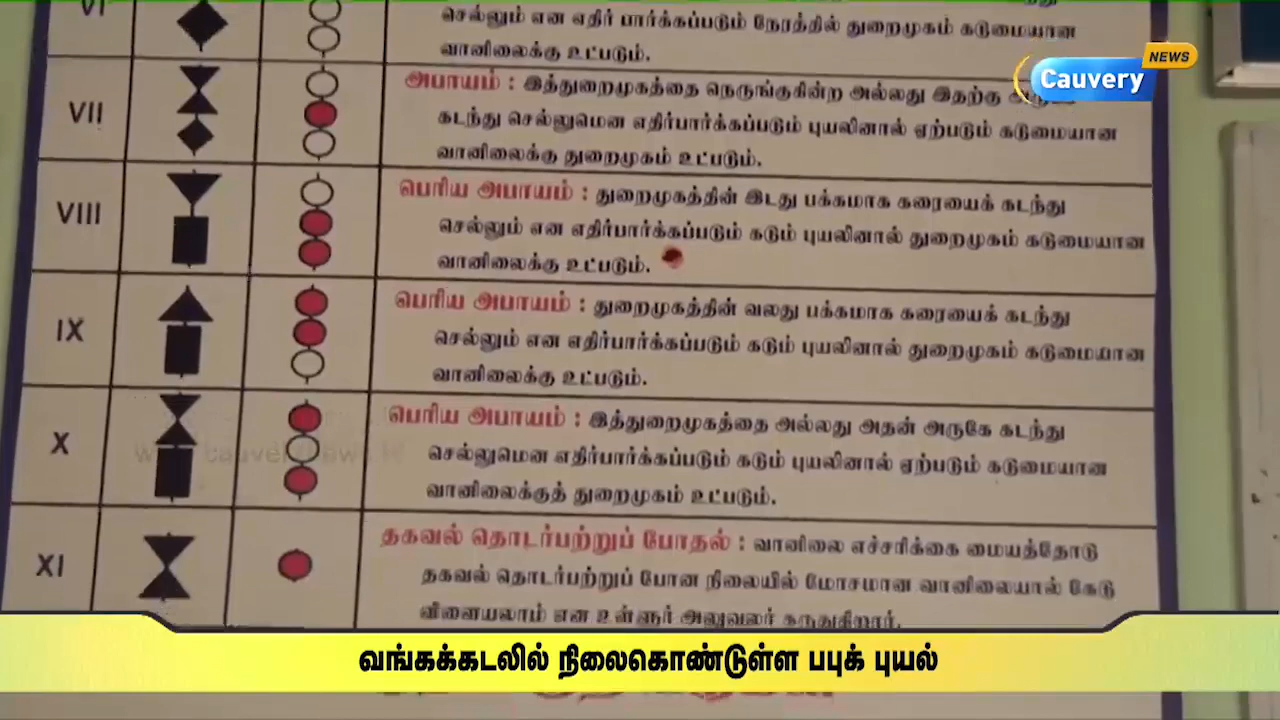 VI
செல்லும் என எதிர் பார்க்கப்படும் நேரத்தில் துறைமுகம் கடுமையான
வானிலைக்கு உட்படும்.
Cauvery NEWS
VII
அபாயம் : இத்துறைமுகத்தை நெருங்குகின்ற அல்லது இதற்கு
கடந்து செல்லுமென எதிர்பார்க்கப்படும் புயலினால் ஏற்படும் கடுமையான
வானிலைக்கு துறைமுகம் உட்படும்.
VIII
பெரிய அபாயம் : துறைமுகத்தின் இடது பக்கமாக கரையைக் கடந்து
செல்லும் என எதிர்பார்க்கப்படும் கடும் புயலினால் துறைமுகம் கடுமையான
வானிலைக்கு உட்படும்.
IX
பெரிய அபாயம் : துறைமுகத்தின் வலது பக்கமாக கரையைக் கடந்து
செல்லும் என எதிர்பார்க்கப்படும் கடும் புயலினால் துறைமுகம் கடுமையான
வானிலைக்கு உட்படும்.
X
பெரிய அபாயம் : இத்துறைமுகத்தை அல்லது அதன் அருகே கடந்து
செல்லுமென எதிர்பார்க்கப்படும் கடும் புயலினால் ஏற்படும் கடுமையான
வானிலைக்குத் துறைமுகம் உட்படும்.
XI
தகவல் தொடர்பற்றுப் போதல் : வானிலை எச்சரிக்கை மையத்தோடு
தகவல் தொடர்பற்றுப் போன நிலையில் மோசமான வானிலையால் கேடு
விளையலாம் என உள்ளுர் அலுவலர் கருதுகிறார்.
வங்கக்கடலில் நிலைகொண்டுள்ள பபுக் புயல்